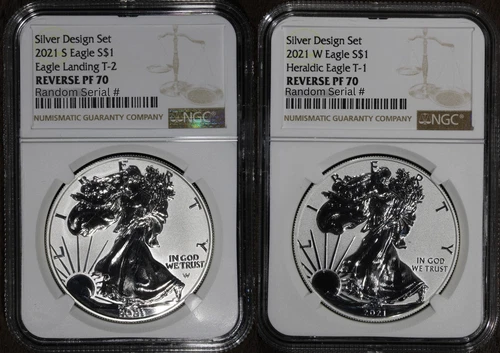 Silver Design Set
2021 S Eagle S$1
Eagle Landing T-2
REVERSE PF 70
Random Serial #
NUMISMATIC GUARANTY COMPANY
NGC
LIBERTY
IN GOD
WE TRUST
2021
Silver Design Set
2021 W Eagle S$1
Heraldic Eagle T-1
REVERSE PF 70
Random Serial #
NUMISMATIC GUARANTY COMPANY
NGC
LIBERTY
IN GOD
WE TRUST
2021